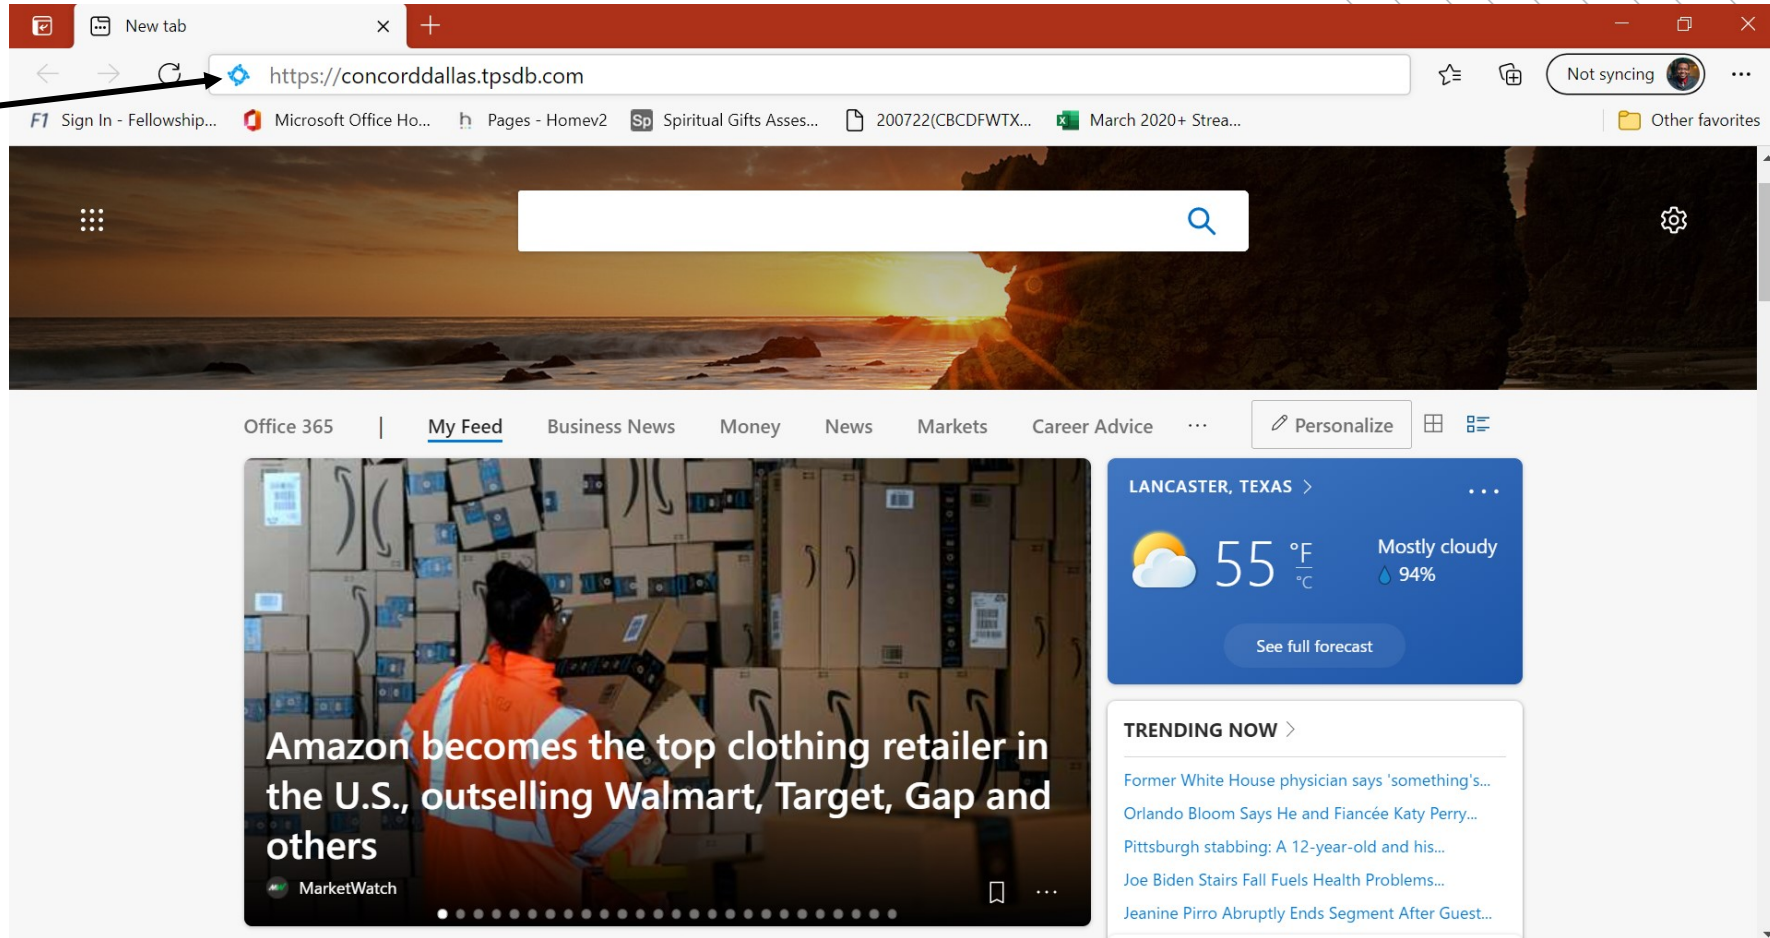 New tab
https://concorddallas.tpsdb.com
Not syncing
F1 Sign In - Fellowship...
Microsoft Office Ho...
h Pages - Homev2
Sp Spiritual Gifts Asses...
200722(CBCDFWTX...
March 2020+ Strea...
Other favorites
Office 365 | My Feed Business News Money News Markets Career Advice ... Personalize
LANCASTER, TEXAS >
55 °F
°C
Mostly cloudy
94%
See full forecast
Amazon becomes the top clothing retailer in
the U.S., outselling Walmart, Target, Gap and
others
MarketWatch
TRENDING NOW >
Former White House physician says 'something's...
Orlando Bloom Says He and Fiancée Katy Perry...
Pittsburgh stabbing: A 12-year-old and his...
Joe Biden Stairs Fall Fuels Health Problems...
Jeanine Pirro Abruptly Ends Segment After Guest...